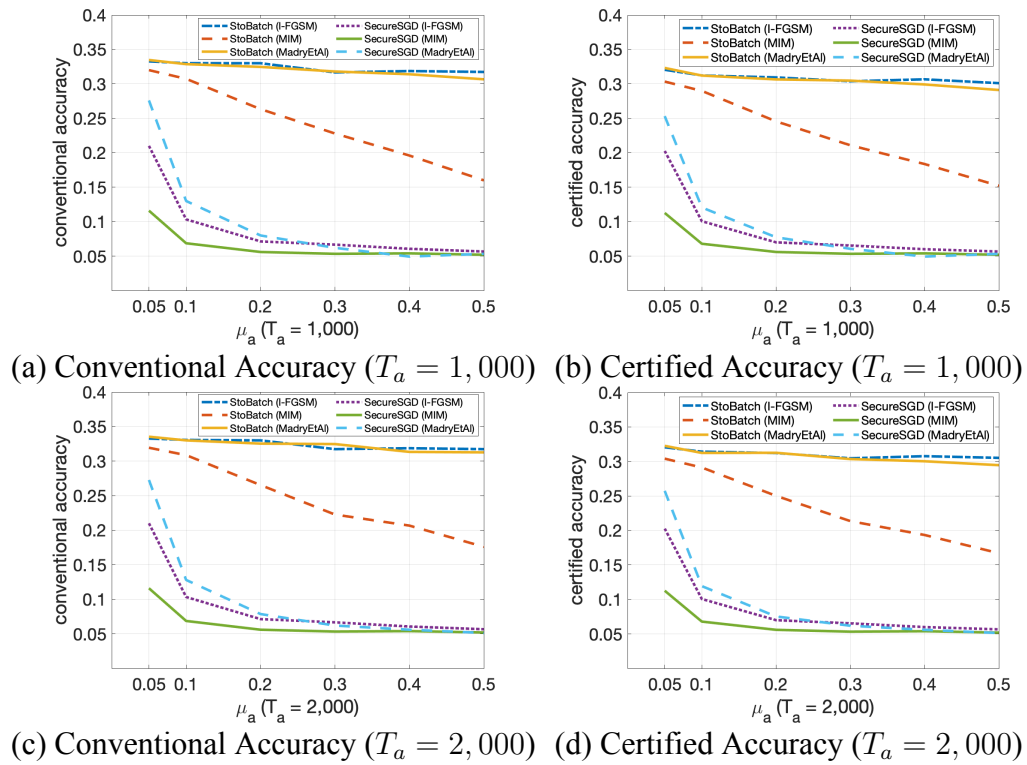 0.4
0.35
0.3
0.25
0.2
0.15
0.1
0.05
conventional accuracy
StoBatch (I-FGSM)
StoBatch (MIM)
StoBatch (MadryEtAl)
SecureSGD (I-FGSM)
SecureSGD (MIM)
SecureSGD (MadryEtAl)
0.05 0.1 0.2 0.3 0.4 0.5
μa (Ta = 1,000)
(a) Conventional Accuracy (Ta = 1, 000)
0.4
0.35
0.3
0.25
0.2
0.15
0.1
0.05
certified accuracy
StoBatch (I-FGSM)
StoBatch (MIM)
StoBatch (MadryEtAl)
SecureSGD (I-FGSM)
SecureSGD (MIM)
SecureSGD (MadryEtAl)
0.05 0.1 0.2 0.3 0.4 0.5
μa (Ta = 1,000)
(b) Certified Accuracy (Ta = 1, 000)
0.4
0.35
0.3
0.25
0.2
0.15
0.1
0.05
conventional accuracy
StoBatch (I-FGSM)
StoBatch (MIM)
StoBatch (MadryEtAl)
SecureSGD (I-FGSM)
SecureSGD (MIM)
SecureSGD (MadryEtAl)
0.05 0.1 0.2 0.3 0.4 0.5
μa (Ta = 2,000)
(c) Conventional Accuracy (Ta = 2, 000)
0.4
0.35
0.3
0.25
0.2
0.15
0.1
0.05
certified accuracy
StoBatch (I-FGSM)
StoBatch (MIM)
StoBatch (MadryEtAl)
SecureSGD (I-FGSM)
SecureSGD (MIM)
SecureSGD (MadryEtAl)
0.05 0.1 0.2 0.3 0.4 0.5
μa (Ta = 2,000)
(d) Certified Accuracy (Ta = 2, 000)